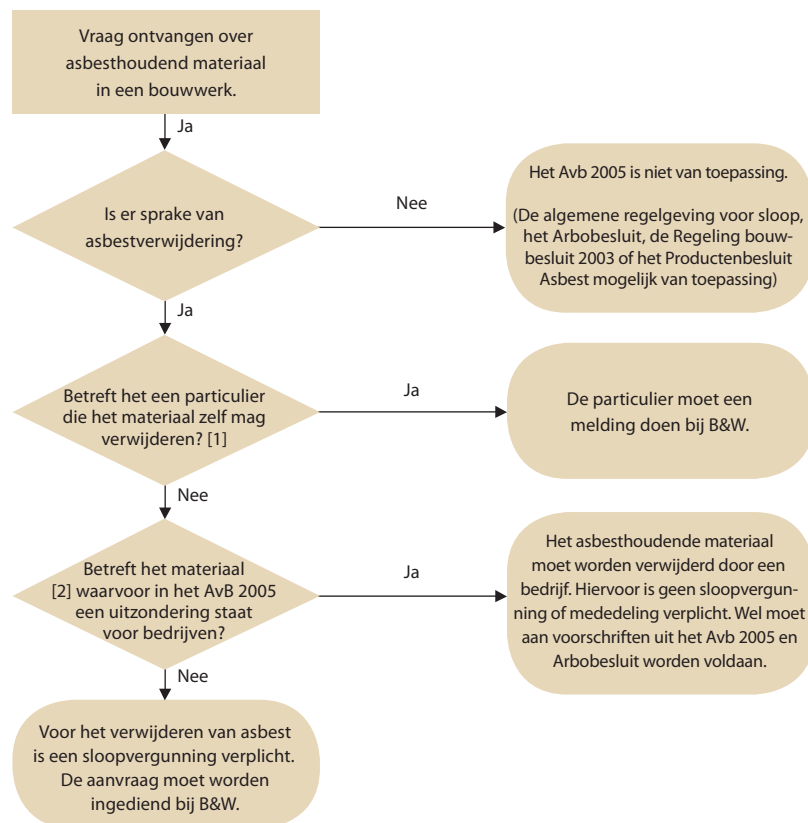 Vraag ontvangen over
asbesthoudend materiaal
in een bouwwerk.
Ja
Is er sprake van
asbestverwijdering?
Nee
Het Avb 2005 is niet van toepassing.
(De algemene regelgeving voor sloop,
het Arbobesluit, de Regeling bouw-
besluit 2003 of het Productenbesluit
Asbest mogelijk van toepassing)
Ja
Betreft het een particulier
die het materiaal zelf mag
verwijderen? [1]
Ja
De particulier moet een
melding doen bij B&W.
Nee
Betreft het materiaal
[2] waarvoor in het AvB 2005
een uitzondering staat
voor bedrijven?
Ja
Het asbesthoudende materiaal
moet worden verwijderd door een
bedrijf. Hiervoor is geen sloopvergun-
ning of mededeling verplicht. Wel moet
aan voorschriften uit het Avb 2005 en
Arbobesluit worden voldaan.
Nee
Voor het verwijderen van asbest
is een sloopvergunning verplicht.
De aanvraag moet worden
ingediend bij B&W.